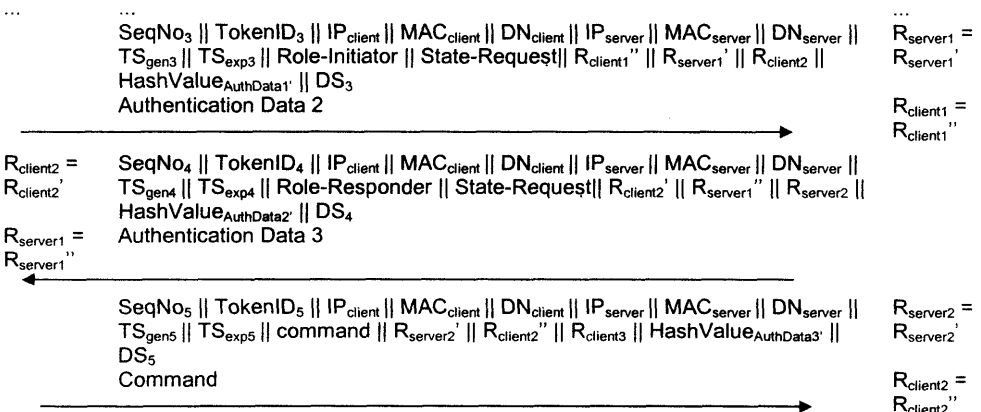 ... ... ...
SeqNo3 || TokenID3 || IPclient || MACclient || DNclient || IPserver || MACserver || DNserver ||
TSgen3 || TSexp3 || Role-Initiator || State-Request|| Rclient1'' || Rserver1' || Rclient2 ||
HashValueAuthData1' || DS3
Authentication Data 2
Rserver1 =
Rserver1'
Rclient1 =
Rclient1''
Rclient2 =
Rclient2'
Rserver1 =
Rserver1''
SeqNo4 || TokenID4 || IPclient || MACclient || DNclient || IPserver || MACserver || DNserver ||
TSgen4 || TSexp4 || Role-Responder || State-Request|| Rclient2' || Rserver1'' || Rserver2 ||
HashValueAuthData2' || DS4
Authentication Data 3
SeqNo5 || TokenID5 || IPclient || MACclient || DNclient || IPserver || MACserver || DNserver ||
TSgen5 || TSexp5 || command || Rserver2' || Rclient2'' || Rclient3 || HashValueAuthData3' ||
DS5
Command
Rserver2 =
Rserver2'
Rclient2 =
Rclient2''